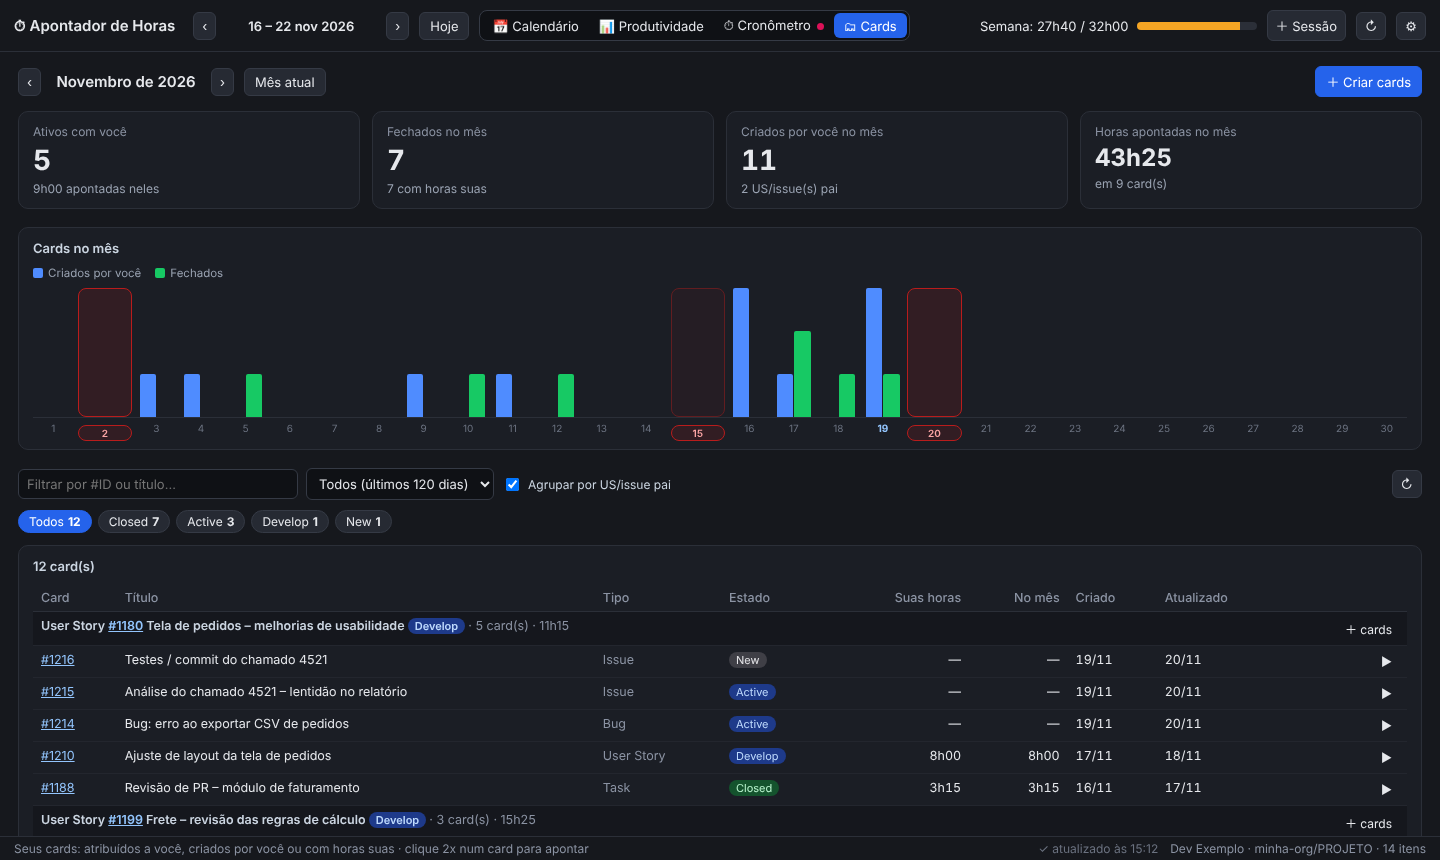 ⏱ Apontador de Horas ‹ 16 – 22 nov 2026 › Hoje 📅 Calendário 📊 Produtividade ⏱ Cronômetro 🗂 Cards Semana: 27h40 / 32h00 + Sessão ↻ ⚙
‹ Novembro de 2026 › Mês atual + Criar cards
Ativos com você
5
9h00 apontadas neles
Fechados no mês
7
7 com horas suas
Criados por você no mês
11
2 US/issue(s) pai
Horas apontadas no mês
43h25
em 9 card(s)
Cards no mês
Criados por você Fechados
1 2 3 4 5 6 7 8 9 10 11 12 13 14 15 16 17 18 19 20 21 22 23 24 25 26 27 28 29 30
Filtrar por #ID ou título... Todos (últimos 120 dias) Agrupar por US/issue pai ↻
Todos 12 Closed 7 Active 3 Develop 1 New 1
12 card(s)
Card Título Tipo Estado Suas horas No mês Criado Atualizado
User Story #1180 Tela de pedidos – melhorias de usabilidade Develop · 5 card(s) · 11h15 + cards
#1216 Testes / commit do chamado 4521 Issue New — — 19/11 20/11 ▶
#1215 Análise do chamado 4521 – lentidão no relatório Issue Active — — 19/11 20/11 ▶
#1214 Bug: erro ao exportar CSV de pedidos Bug Active — — 19/11 20/11 ▶
#1210 Ajuste de layout da tela de pedidos User Story Develop 8h00 8h00 17/11 18/11 ▶
#1188 Revisão de PR – módulo de faturamento Task Closed 3h15 3h15 16/11 17/11 ▶
User Story #1199 Frete – revisão das regras de cálculo Develop · 3 card(s) · 15h25 + cards
Seus cards: atribuídos a você, criados por você ou com horas suas · clique 2x num card para apontar ✓ atualizado às 15:12 Dev Exemplo · minha-org/PROJETO · 14 itens